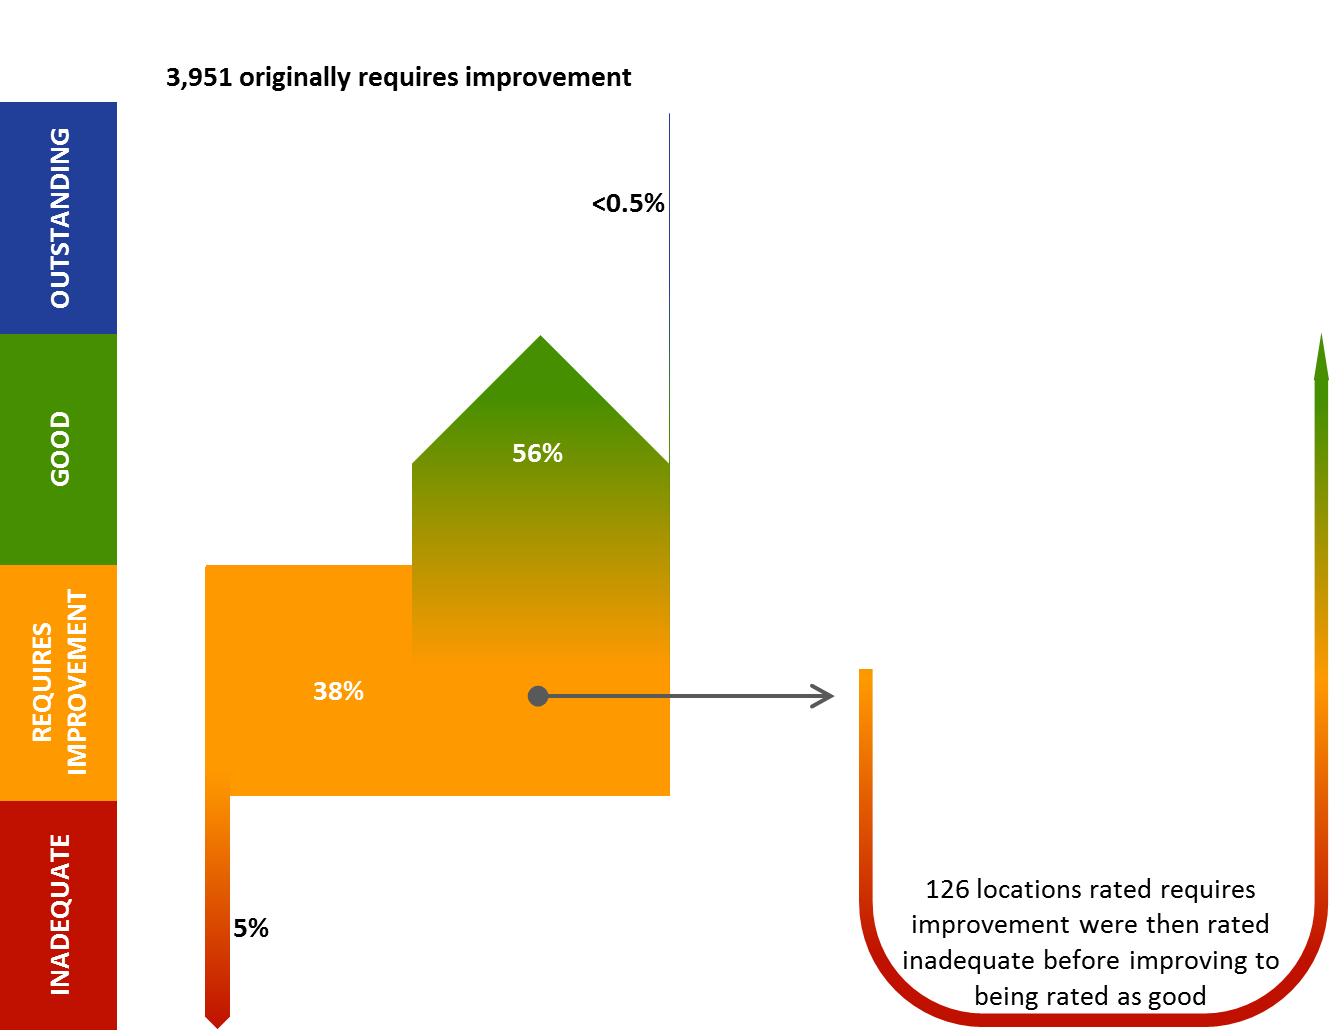 3,951 originally requires improvement
OUTSTANDING
<0.5%
GOOD
56%
REQUIRES
IMPROVEMENT
38%
INADEQUATE
5%
126 locations rated requires
improvement were then rated
inadequate before improving to
being rated as good